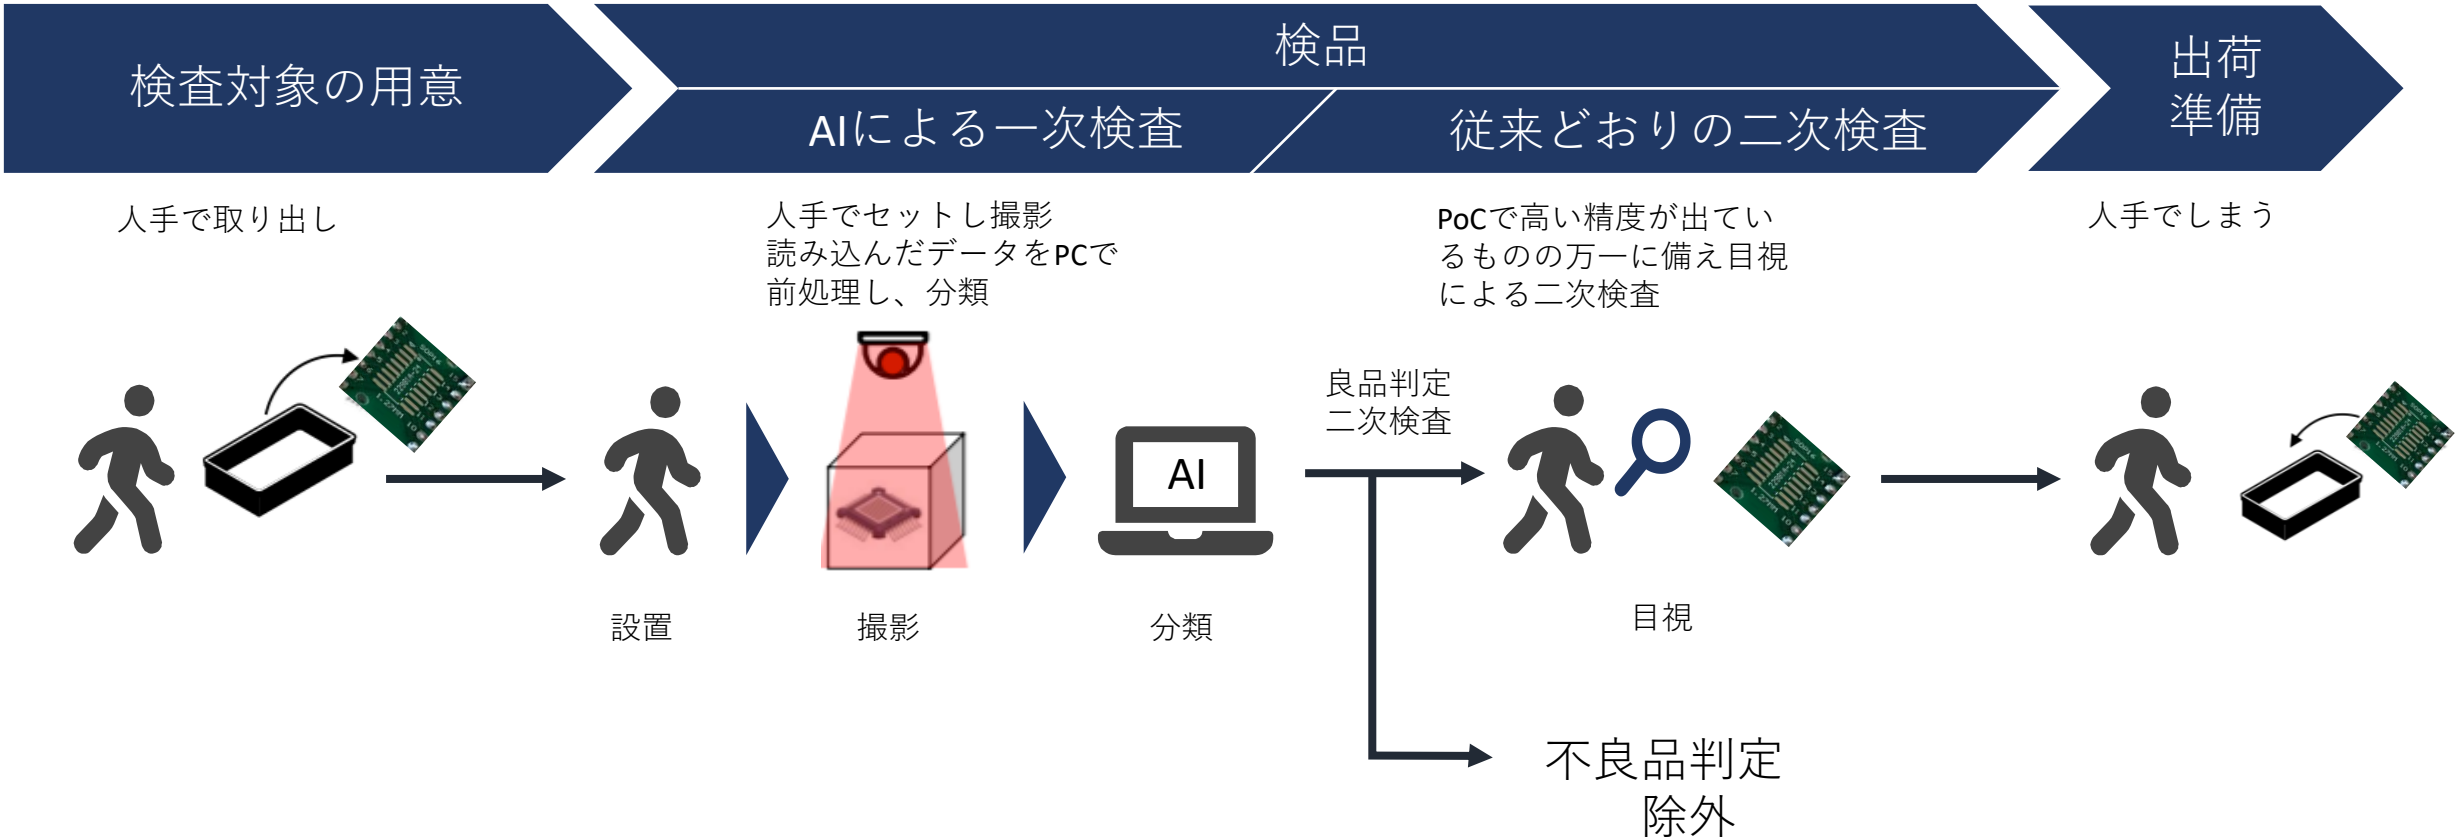 検査対象の用意
検品
AIによる一次検査
従来どおりの二次検査
出荷
準備
人手で取り出し
人手でセットし撮影
読み込んだデータをPCで
前処理し、分類
PoCで高い精度が出てい
るものの万一に備え目視
による二次検査
人手でしまう
良品判定
二次検査
AI
設置
撮影
分類
目視
不良品判定
除外